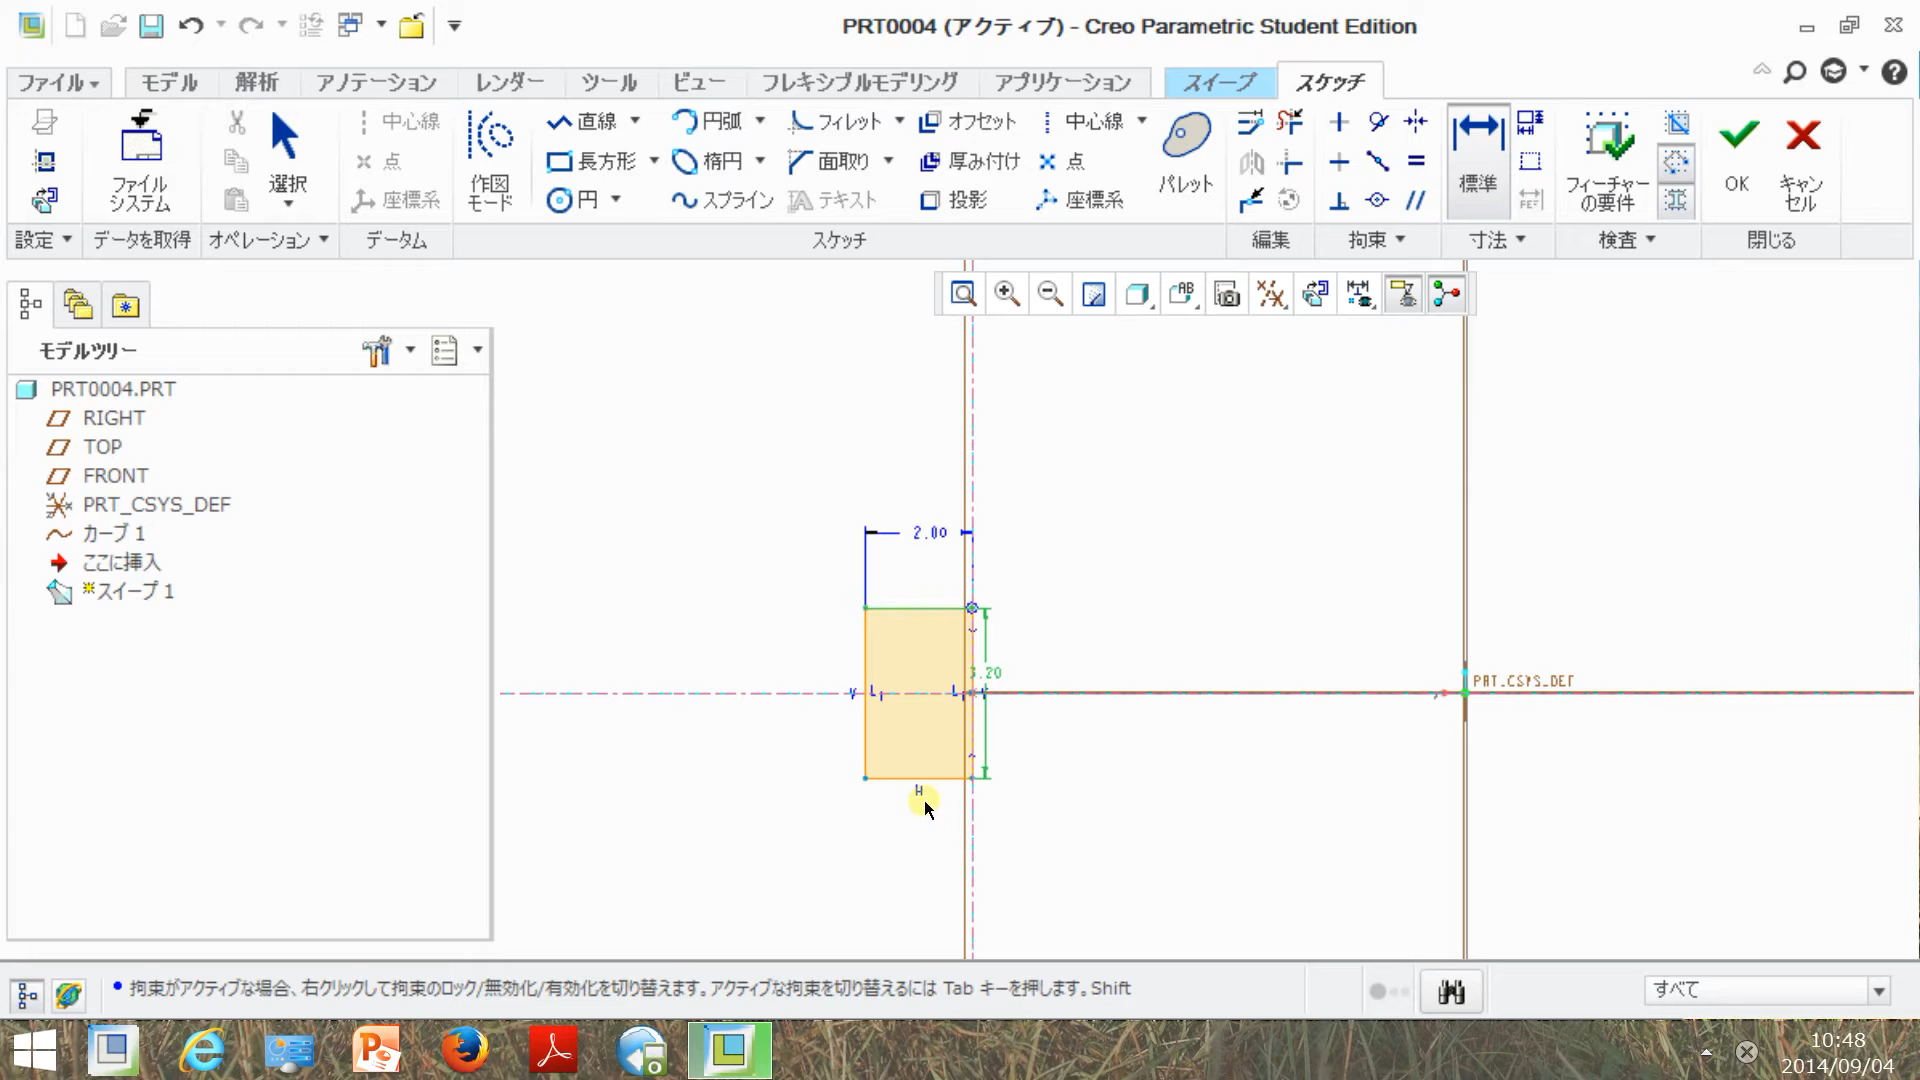 PRT0004 (アクティブ) - Creo Parametric Student Edition
ファイル モデル 解析 アノテーション レンダー ツール ビュー フレキシブルモデリング アプリケーション スイープ スケッチ
ファイル
システム
選択
中心線
点
座標系
作図
モード
直線 円弧 フィレット オフセット 中心線
長方形 楕円 面取り 厚み付け 点
円 スプライン テキスト 投影 座標系
パレット
標準
フィーチャー
の要件
OK
キャン
セル
設定 データを取得 オペレーション データム スケッチ 編集 拘束 寸法 検査 閉じる
モデルツリー
PRT0004.PRT
RIGHT
TOP
FRONT
PRT_CSYS_DEF
カーブ 1
ここに挿入
スイープ 1
2.00
3.20
PRT_CSYS_DEF
V L L V
H
拘束がアクティブな場合、右クリックして拘束のロック/無効化/有効化を切り替えます。アクティブな拘束を切り替えるには Tab キーを押します。Shift
すべて
10:48
2014/09/04